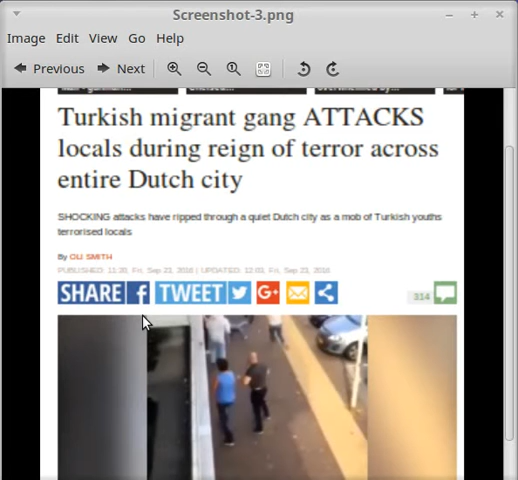 Screenshot-3.png
Image Edit View Go Help
Previous Next
Turkish migrant gang ATTACKS
locals during reign of terror across
entire Dutch city
SHOCKING attacks have ripped through a quiet Dutch city as a mob of Turkish youths
terrorised locals
By OLI SMITH
PUBLISHED: 11:20, Fri, Sep 23, 2016 | UPDATED: 12:03, Fri, Sep 23, 2016
SHARE f TWEET G+ 314